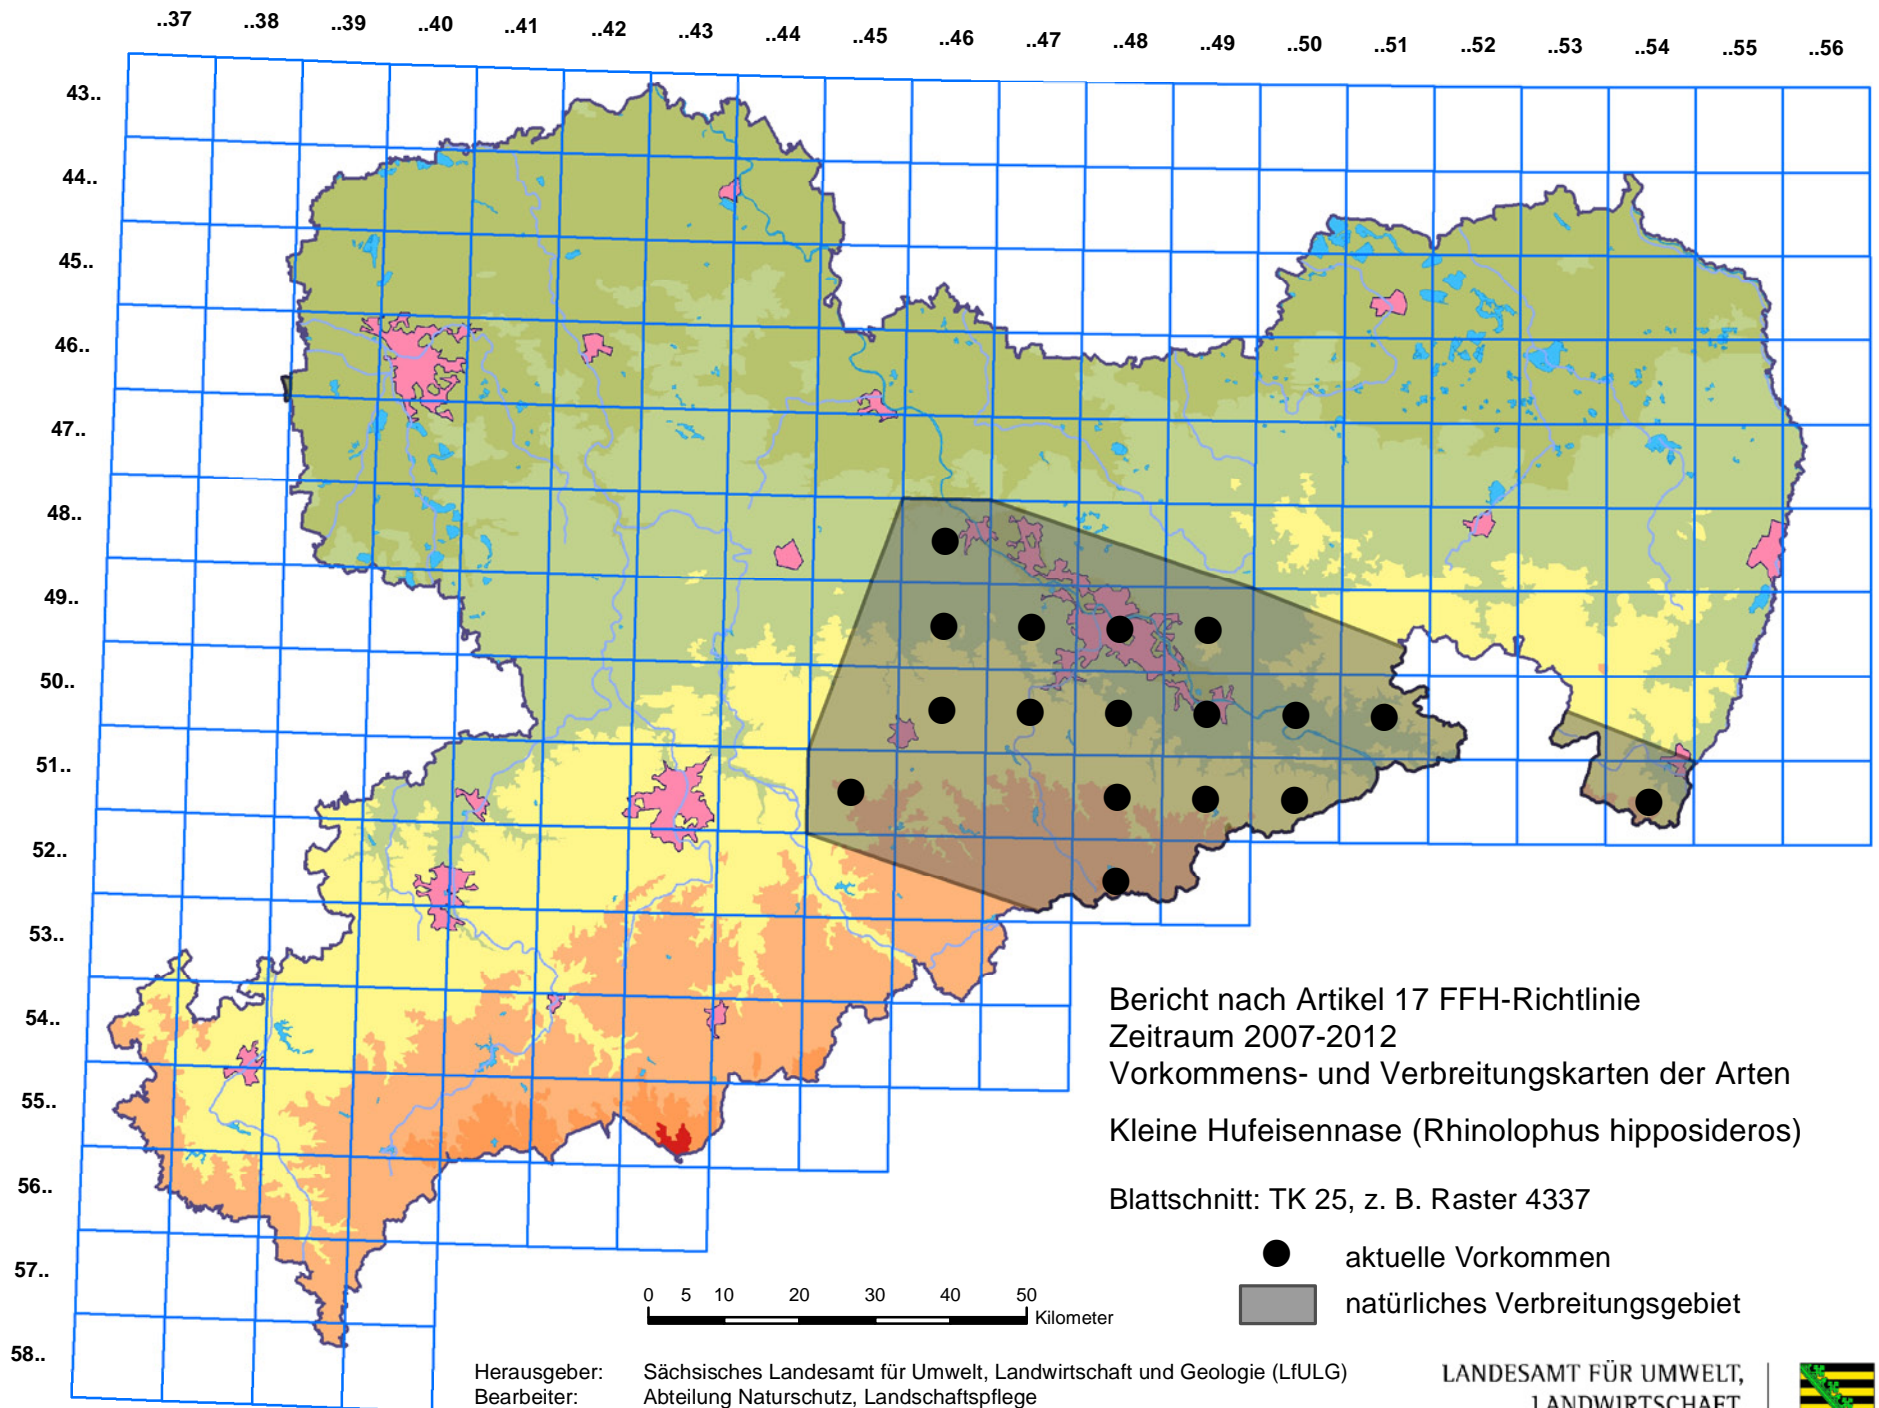 ..37 ..38 ..39 ..40 ..41 ..42 ..43 ..44 ..45 ..46 ..47 ..48 ..49 ..50 ..51 ..52 ..53 ..54 ..55 ..56
43..
44..
45..
46..
47..
48..
49..
50..
51..
52..
53..
54..
55..
56..
57..
58..
Bericht nach Artikel 17 FFH-Richtlinie
Zeitraum 2007-2012
Vorkommens- und Verbreitungskarten der Arten
Kleine Hufeisennase (Rhinolophus hipposideros)
Blattschnitt: TK 25, z. B. Raster 4337
aktuelle Vorkommen
natürliches Verbreitungsgebiet
0 5 10 20 30 40 50
Kilometer
Herausgeber: Sächsisches Landesamt für Umwelt, Landwirtschaft und Geologie (LfULG)
Bearbeiter: Abteilung Naturschutz, Landschaftspflege
LANDESAMT FÜR UMWELT,
LANDWIRTSCHAFT